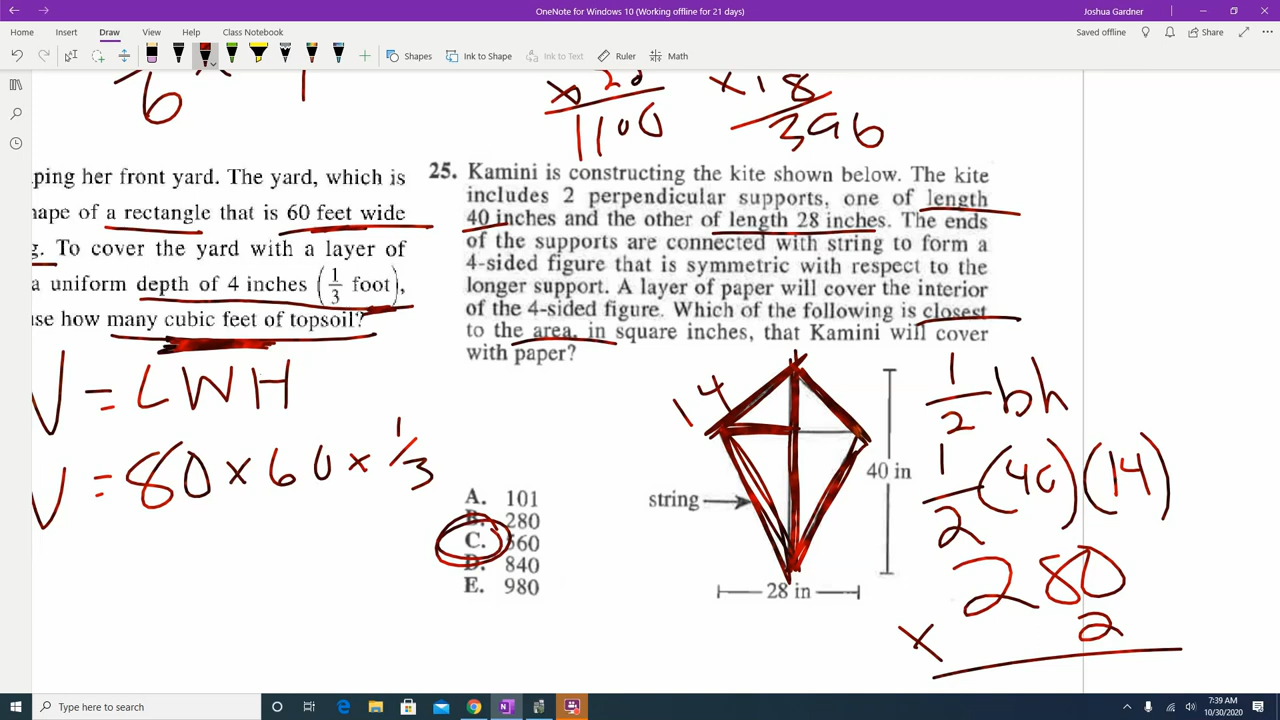 OneNote for Windows 10 (Working offline for 21 days)
Joshua Gardner
Home Insert Draw View Help Class Notebook
Saved offline
Share
Shapes
Ink to Shape
Ink to Text
Ruler
Math
6
1
×
1100
×18
396
ping her front yard. The yard, which is
hape of a rectangle that is 60 feet wide
g. To cover the yard with a layer of
a uniform depth of 4 inches (1/3 foot),
use how many cubic feet of topsoil?
V = LWH
V = 80 × 60 × 1/3
25. Kamini is constructing the kite shown below. The kite
includes 2 perpendicular supports, one of length
40 inches and the other of length 28 inches. The ends
of the supports are connected with string to form a
4-sided figure that is symmetric with respect to the
longer support. A layer of paper will cover the interior
of the 4-sided figure. Which of the following is closest
to the area, in square inches, that Kamini will cover
with paper?
A. 101
B. 280
C. 560
D. 840
E. 980
14
string
40 in
28 in
1/2 bh
1/2 (40)(14)
280
× 2
Type here to search
7:39 AM
10/30/2020